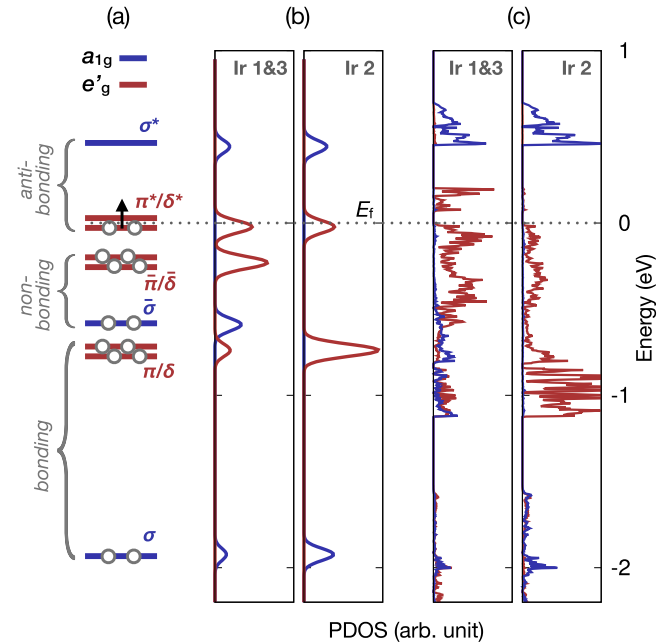 (a)
(b)
(c)
a1g
e'g
Ir 1&3
Ir 2
Ir 1&3
Ir 2
1
0
-1
-2
Energy (eV)
σ*
π*/δ*
Ef
π̄/δ̄
σ̄
π/δ
σ
anti-
bonding
non-
bonding
bonding
PDOS (arb. unit)